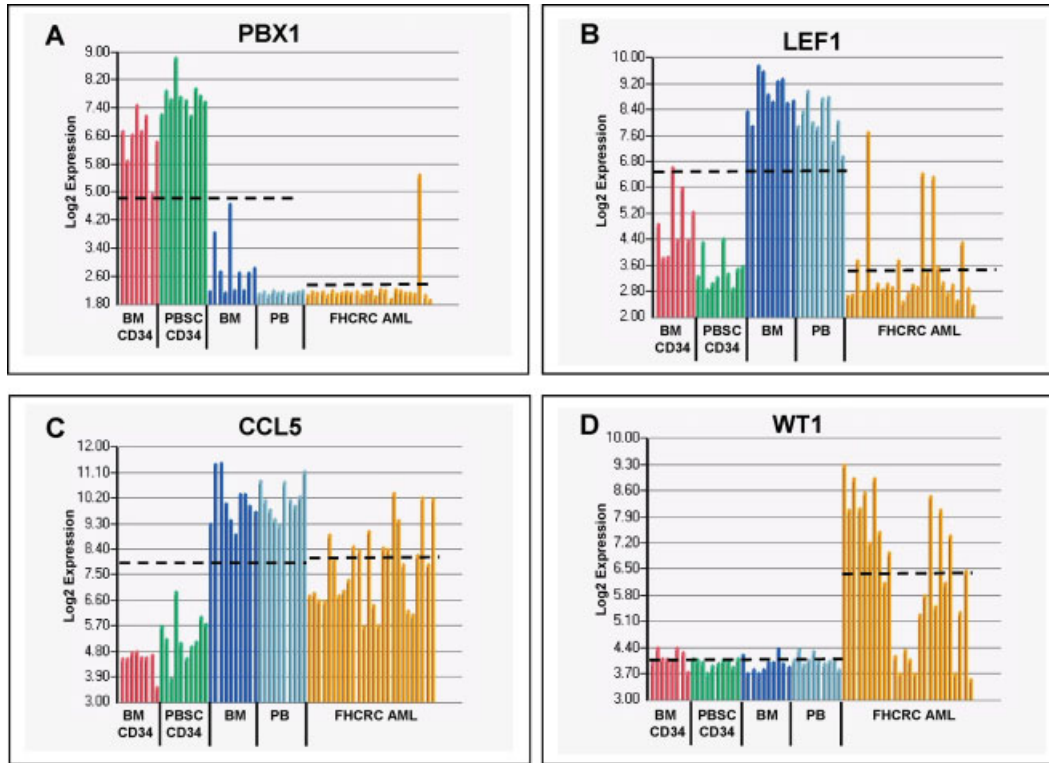 A
PBX1
Log2 Expression
9.00
8.20
7.40
6.60
5.80
5.00
4.20
3.40
2.60
1.80
BM PBSC BM PB FHCRC AML
CD34 CD34
B
LEF1
Log2 Expression
10.00
9.20
8.40
7.60
6.80
6.00
5.20
4.40
3.60
2.80
2.00
BM PBSC BM PB FHCRC AML
CD34 CD34
C
CCL5
Log2 Expression
12.00
11.10
10.20
9.30
8.40
7.50
6.60
5.70
4.80
3.90
3.00
BM PBSC BM PB FHCRC AML
CD34 CD34
D
WT1
Log2 Expression
10.00
9.30
8.60
7.90
7.20
6.50
5.80
5.10
4.40
3.70
3.00
BM PBSC BM PB FHCRC AML
CD34 CD34